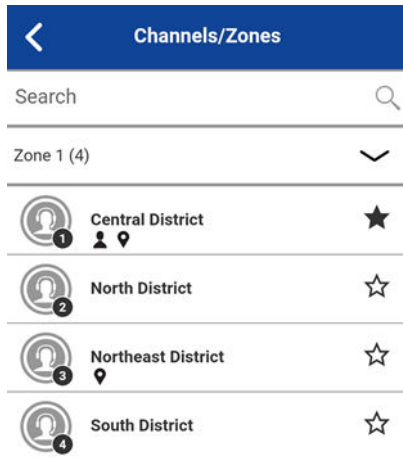 Channels/Zones
Search
Zone 1 (4)
1
Central District
2
North District
3
Northeast District
4
South District